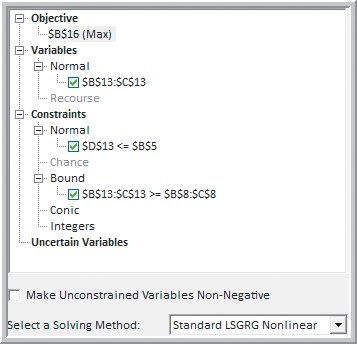 Objective
$B$16 (Max)
Variables
Normal
$B$13:$C$13
Recourse
Constraints
Normal
$D$13 <= $B$5
Chance
Bound
$B$13:$C$13 >= $B$8:$C$8
Conic
Integers
Uncertain Variables
Make Unconstrained Variables Non-Negative
Select a Solving Method: Standard LSGRG Nonlinear